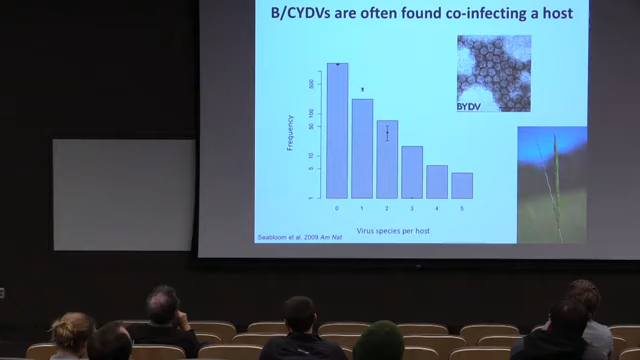 B/CYDVs are often found co-infecting a host
BYDV
Frequency
500
100
50
10
5
1
0 1 2 3 4 5
Virus species per host
Seabloom et al. 2009 Am Nat